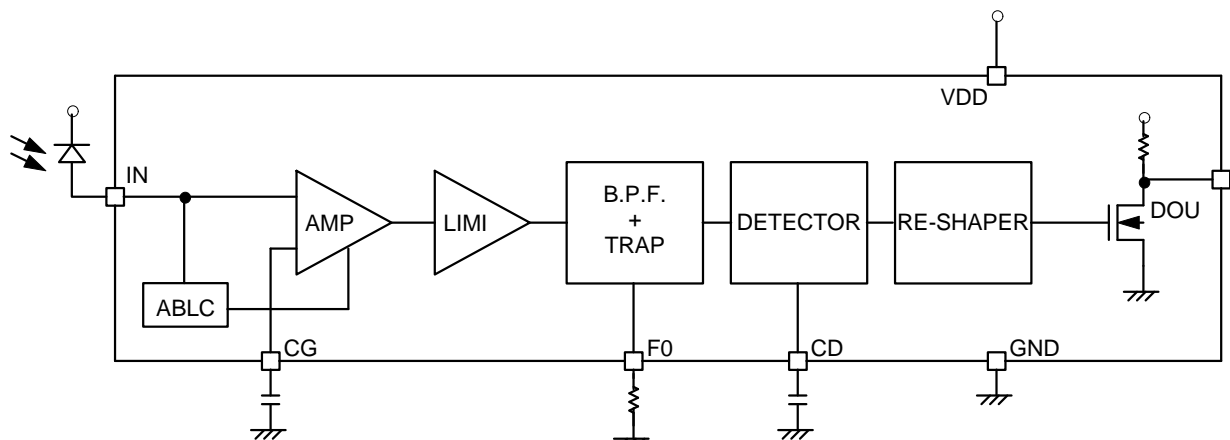 VDD
IN
AMP
LIMI
B.P.F.
+
TRAP
DETECTOR
RE-SHAPER
DOU
ABLC
CG
F0
CD
GND